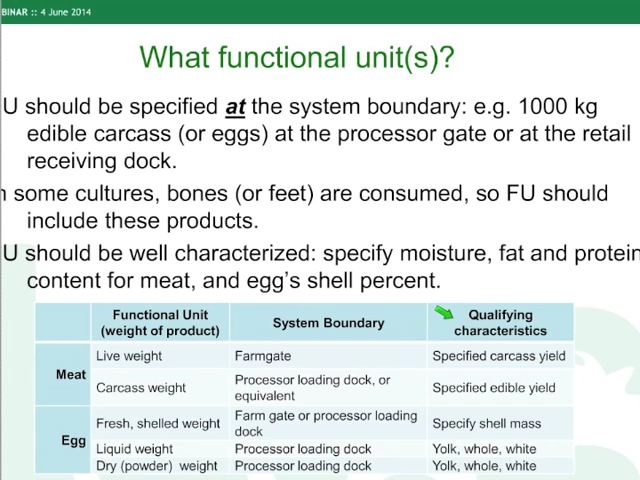 BINAR :: 4 June 2014
What functional unit(s)?
U should be specified at the system boundary: e.g. 1000 kg
edible carcass (or eggs) at the processor gate or at the retail
receiving dock.
n some cultures, bones (or feet) are consumed, so FU should
include these products.
U should be well characterized: specify moisture, fat and protein
content for meat, and egg's shell percent.
Functional Unit
(weight of product)
System Boundary
Qualifying
characteristics
Meat
Live weight
Farmgate
Specified carcass yield
Carcass weight
Processor loading dock, or
equivalent
Specified edible yield
Egg
Fresh, shelled weight
Farm gate or processor loading
dock
Specify shell mass
Liquid weight
Processor loading dock
Yolk, whole, white
Dry (powder) weight
Processor loading dock
Yolk, whole, white